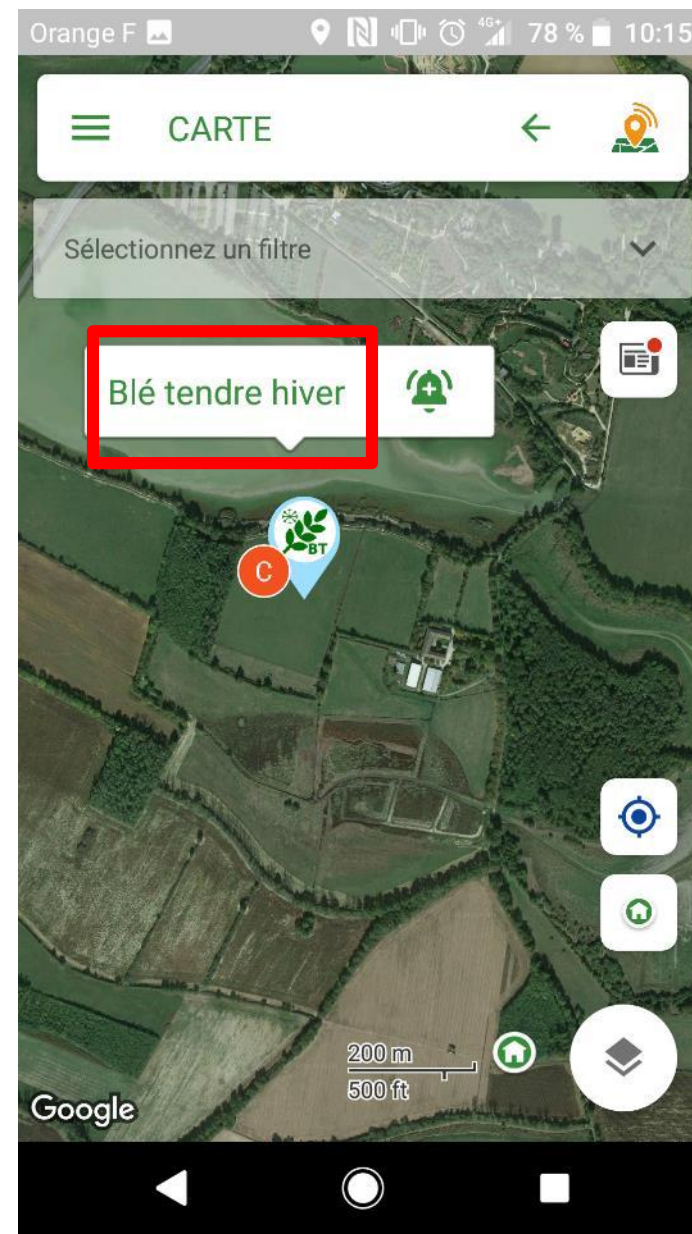 Orange F 4G+ 78 % 10:15
CARTE
Sélectionnez un filtre
Blé tendre hiver
BT
C
200 m
500 ft
Google